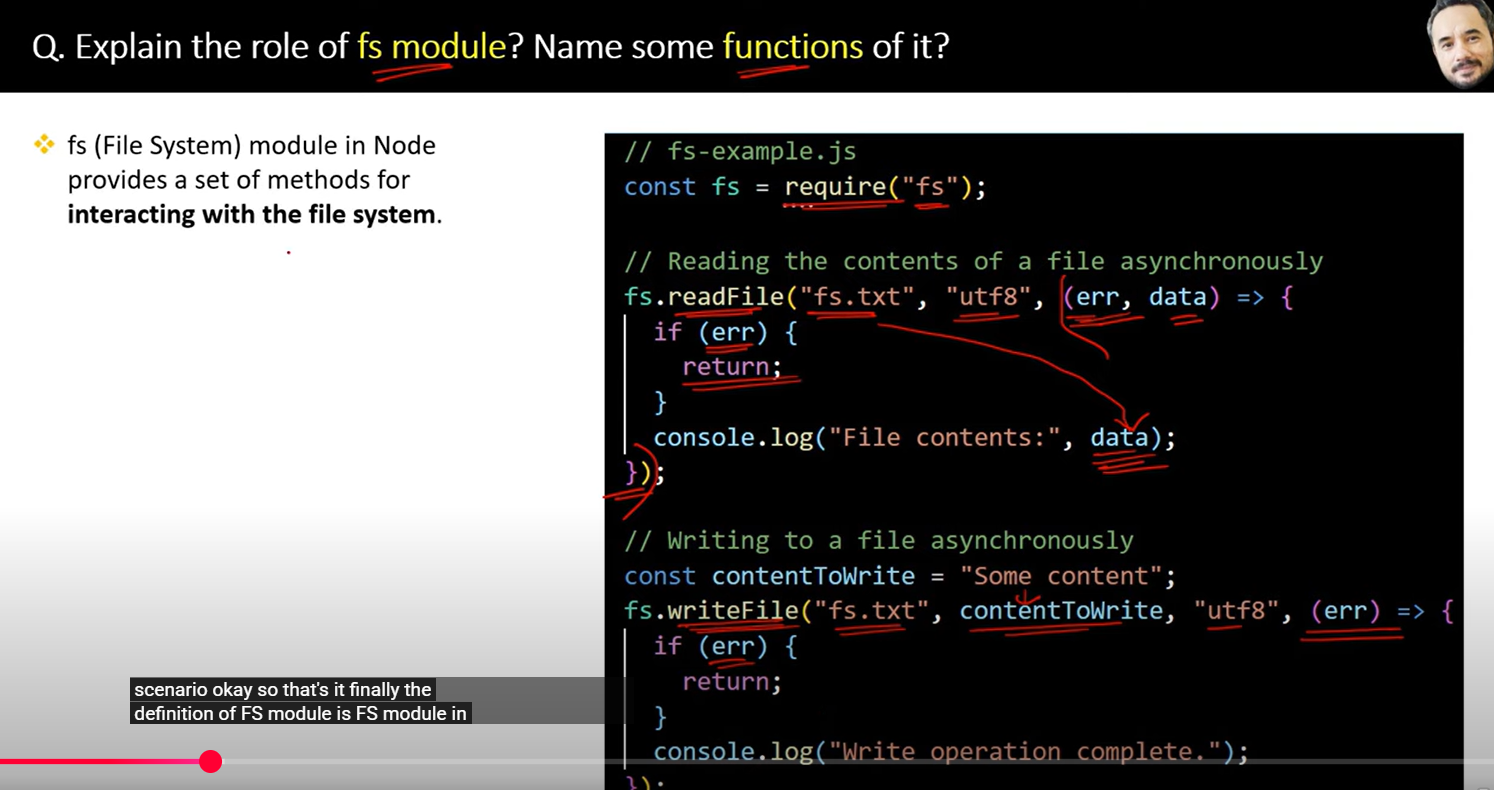 Q. Explain the role of fs module? Name some functions of it?
fs (File System) module in Node
provides a set of methods for
interacting with the file system.
// fs-example.js
const fs = require("fs");
// Reading the contents of a file asynchronously
fs.readFile("fs.txt", "utf8", (err, data) => {
if (err) {
return;
}
console.log("File contents:", data);
});
// Writing to a file asynchronously
const contentToWrite = "Some content";
fs.writeFile("fs.txt", contentToWrite, "utf8", (err) => {
if (err) {
return;
}
console.log("Write operation complete.");
});
scenario okay so that's it finally the
definition of FS module is FS module in